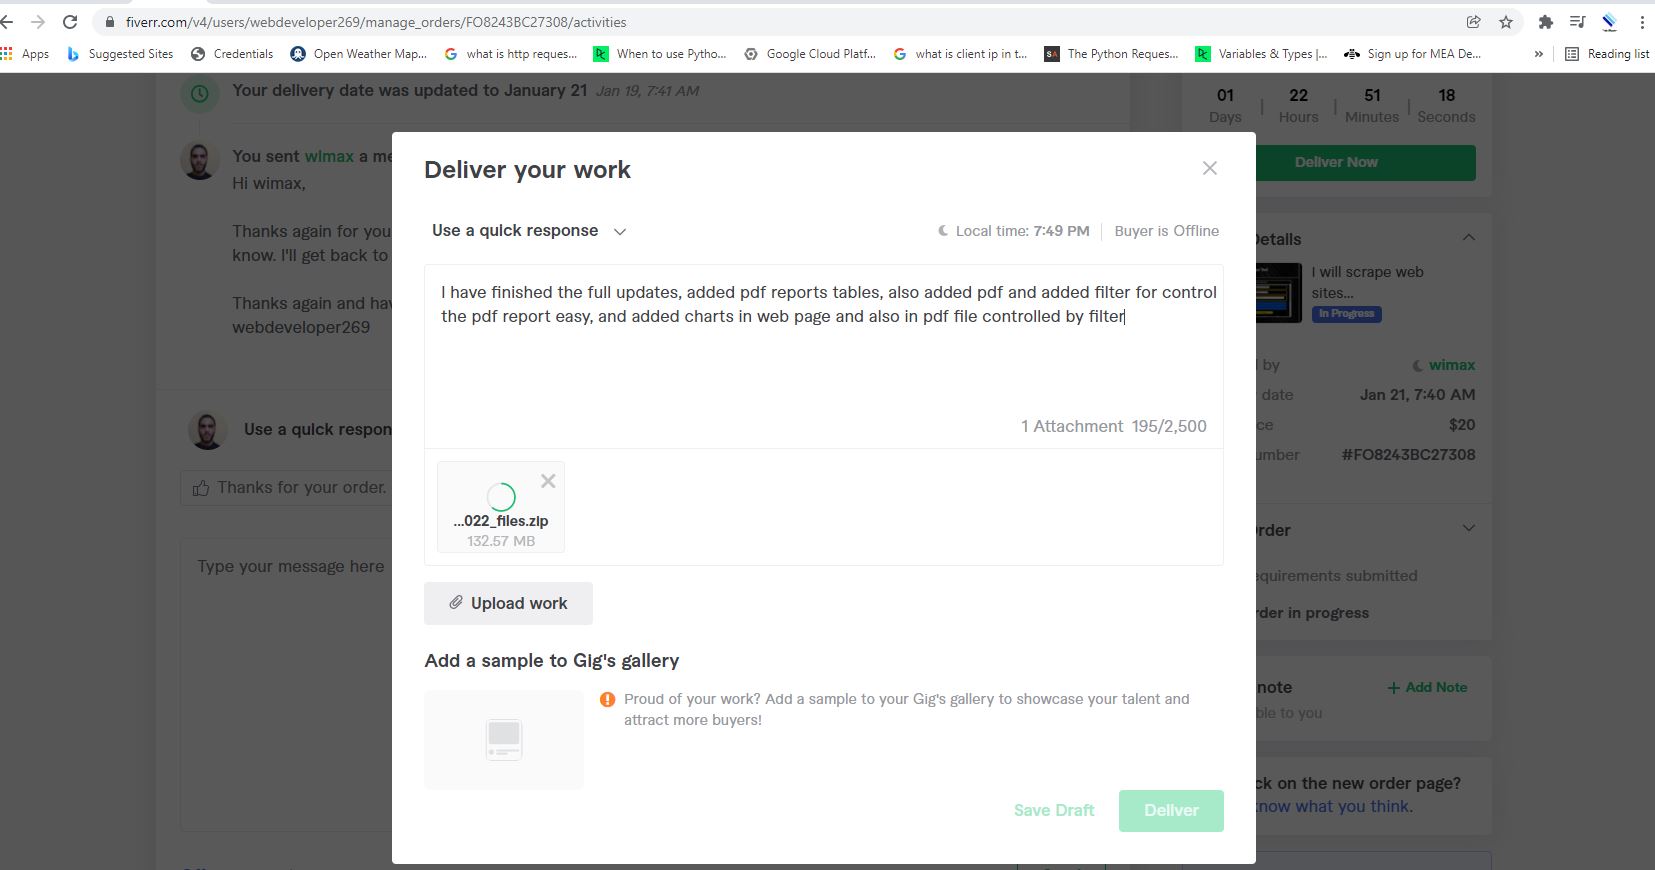 fiverr.com/v4/users/webdeveloper269/manage_orders/FO8243BC27308/activities
Apps Suggested Sites Credentials Open Weather Map... what is http reques... When to use Pytho... Google Cloud Platf... what is client ip in t... The Python Reques... Variables & Types |... Sign up for MEA De... » Reading list
Your delivery date was updated to January 21 Jan 19, 7:41 AM
01 22 51 18
Days Hours Minutes Seconds
Deliver Now
You sent wimax a me
Hi wimax,
Thanks again for you
know. I'll get back to
Thanks again and hav
webdeveloper269
Use a quick respon
Thanks for your order.
Type your message here
Deliver your work
Use a quick response
Local time: 7:49 PM Buyer is Offline
I have finished the full updates, added pdf reports tables, also added pdf and added filter for control
the pdf report easy, and added charts in web page and also in pdf file controlled by filter
1 Attachment 195/2,500
...022_files.zip
132.57 MB
Upload work
Add a sample to Gig's gallery
Proud of your work? Add a sample to your Gig's gallery to showcase your talent and
attract more buyers!
Save Draft Deliver
Details
I will scrape web
sites...
In Progress
by wimax
date Jan 21, 7:40 AM
ce $20
umber #FO8243BC27308
rder
equirements submitted
rder in progress
note + Add Note
ble to you
ck on the new order page?
know what you think.